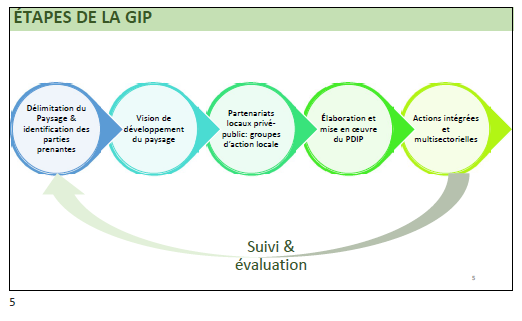 ÉTAPES DE LA GIP
Délimitation du
Paysage &
identification des
parties
prenantes
Vision de
développement
du paysage
Partenariats
locaux privé-
public: groupes
d'action locale
Élaboration et
mise en œuvre
du PDIP
Actions intégrées
et
multisectorielles
Suivi &
évaluation
5
5